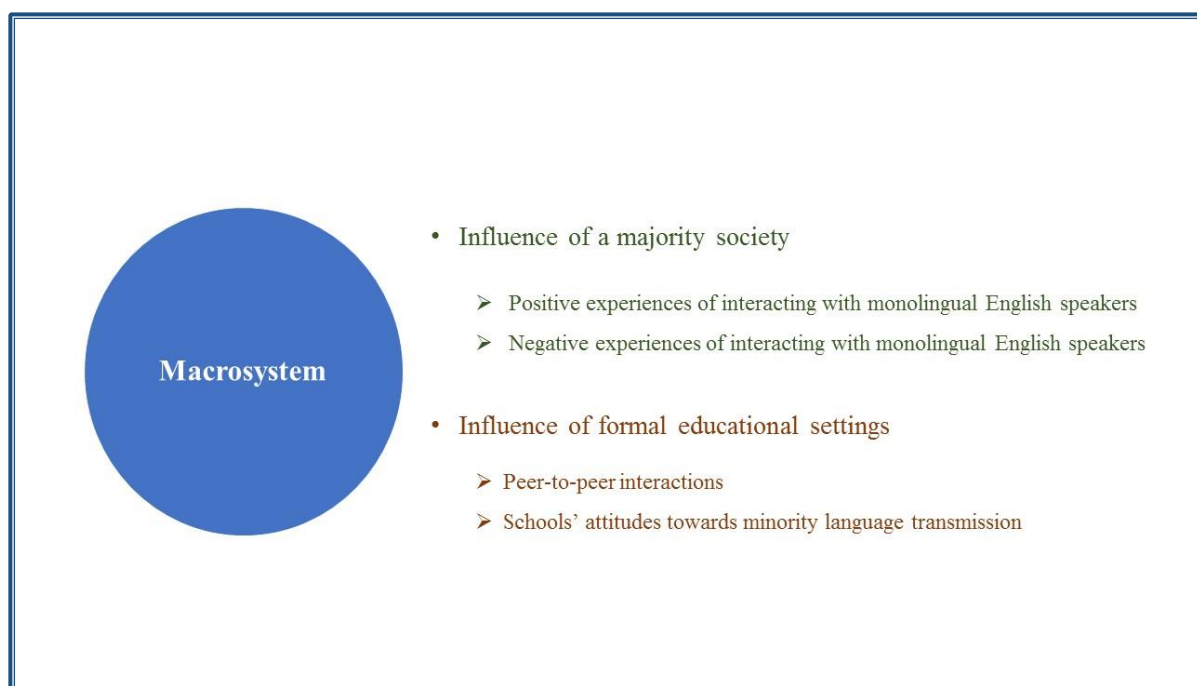 Macrosystem
• Influence of a majority society
➢ Positive experiences of interacting with monolingual English speakers
➢ Negative experiences of interacting with monolingual English speakers
• Influence of formal educational settings
➢ Peer-to-peer interactions
➢ Schools’ attitudes towards minority language transmission